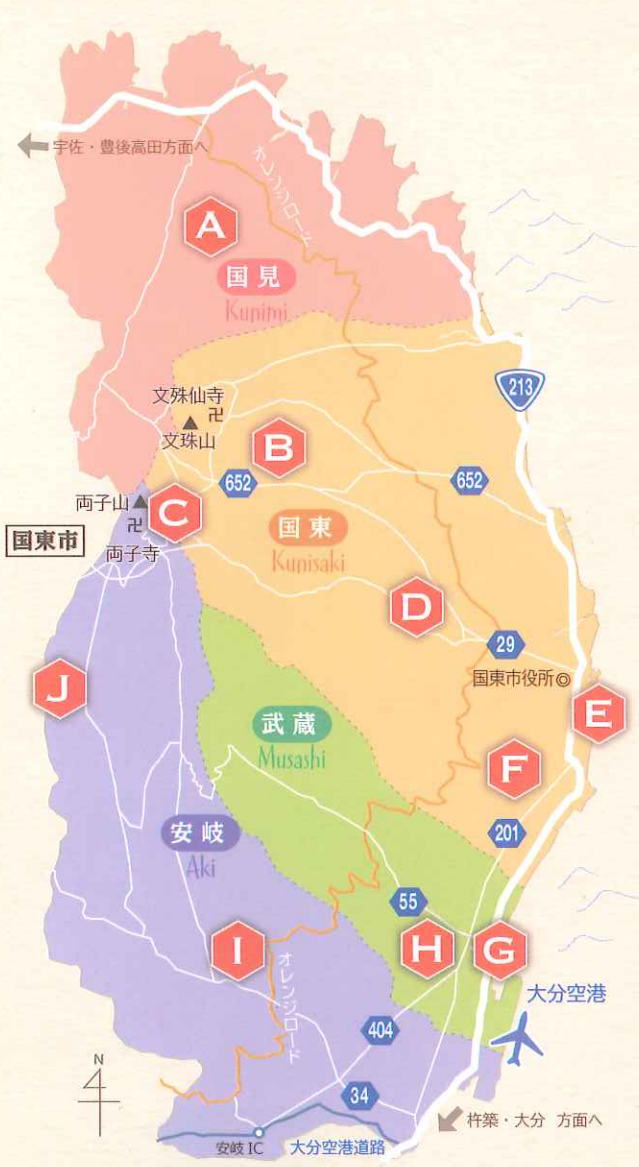 宇佐・豊後高田方面へ
オレンジロード
A
国見
Kunimi
213
文殊仙寺
卍
文珠山
B
652
652
両子山
卍
C
国東市
両子寺
国東
Kunisaki
D
29
国東市役所◎
J
E
武蔵
Musashi
F
安岐
Aki
201
55
I
H
G
オレンジロード
大分空港
404
34
N
杵築・大分 方面へ
安岐 IC
大分空港道路